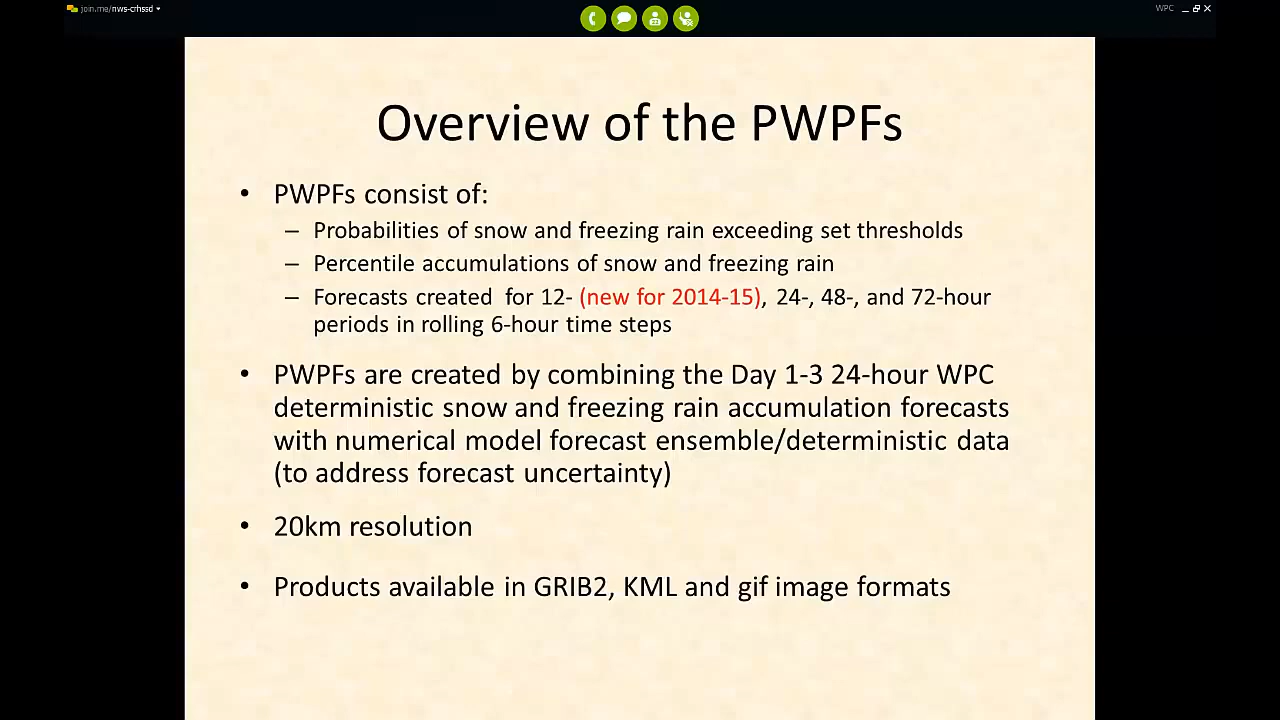 join.me/nws-crhssd
WPC
Overview of the PWPFs
• PWPFs consist of:
– Probabilities of snow and freezing rain exceeding set thresholds
– Percentile accumulations of snow and freezing rain
– Forecasts created for 12- (new for 2014-15), 24-, 48-, and 72-hour
periods in rolling 6-hour time steps
• PWPFs are created by combining the Day 1-3 24-hour WPC
deterministic snow and freezing rain accumulation forecasts
with numerical model forecast ensemble/deterministic data
(to address forecast uncertainty)
• 20km resolution
• Products available in GRIB2, KML and gif image formats